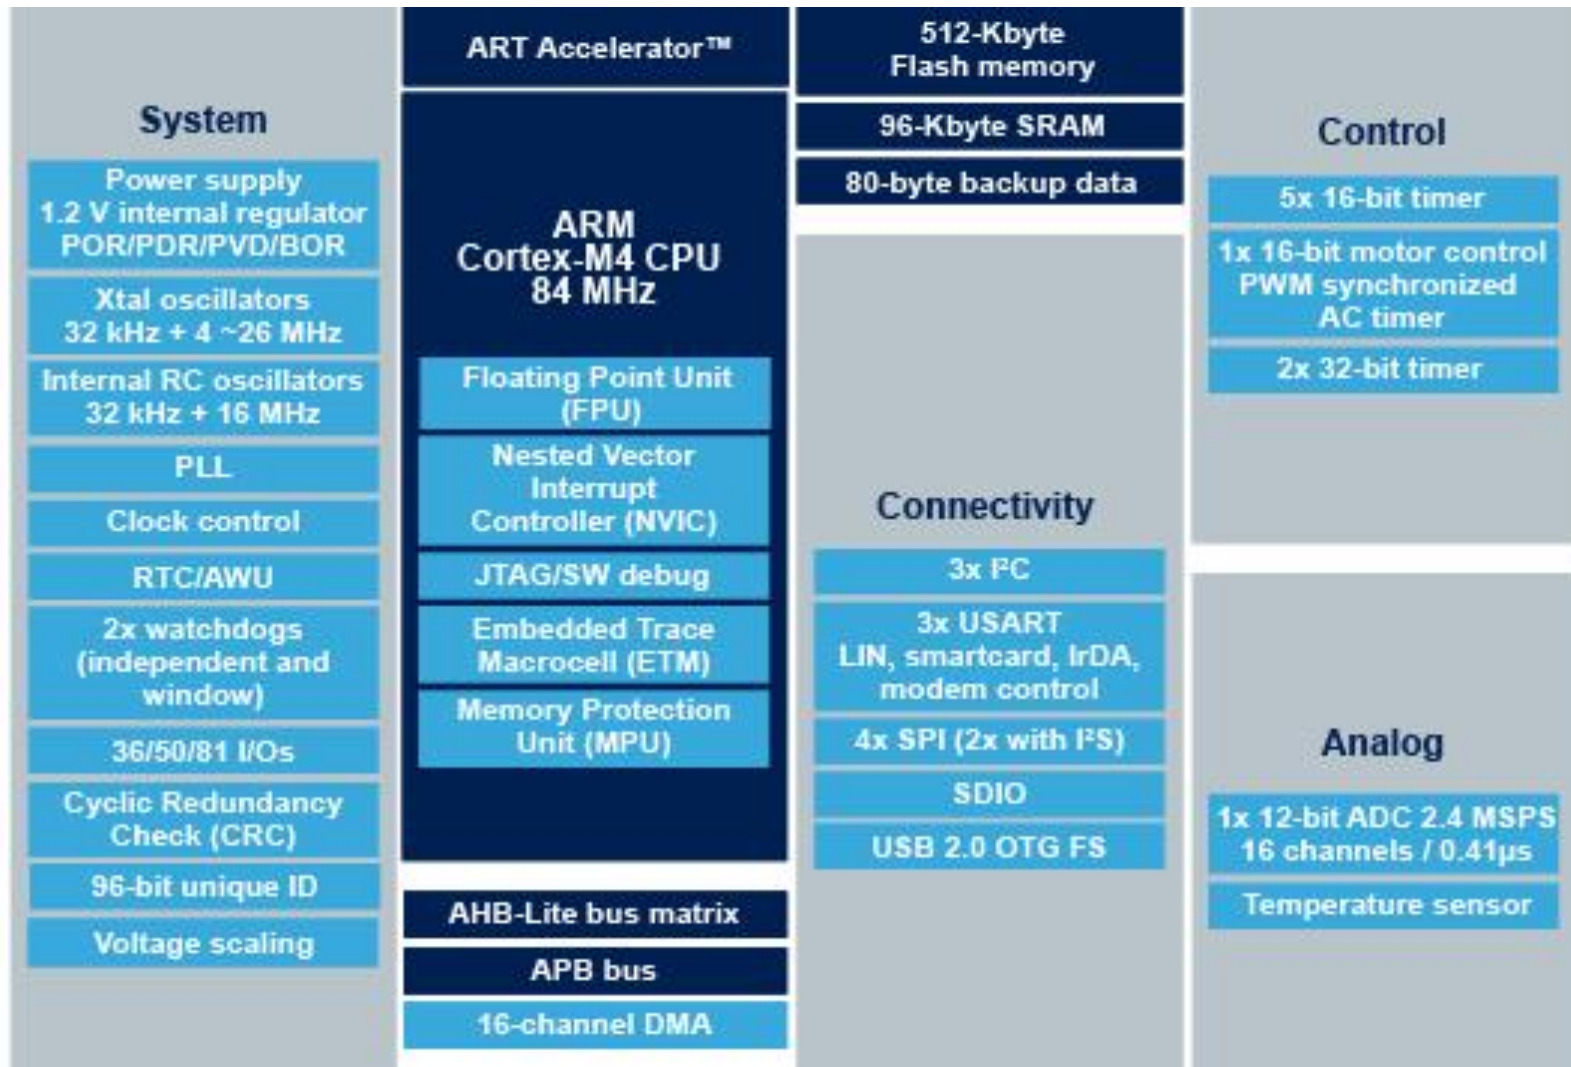 System
Power supply
1.2 V internal regulator
POR/PDR/PVD/BOR
Xtal oscillators
32 kHz + 4 ~26 MHz
Internal RC oscillators
32 kHz + 16 MHz
PLL
Clock control
RTC/AWU
2x watchdogs
(independent and
window)
36/50/81 I/Os
Cyclic Redundancy
Check (CRC)
96-bit unique ID
Voltage scaling
ART Accelerator™
ARM
Cortex-M4 CPU
84 MHz
Floating Point Unit
(FPU)
Nested Vector
Interrupt
Controller (NVIC)
JTAG/SW debug
Embedded Trace
Macrocell (ETM)
Memory Protection
Unit (MPU)
AHB-Lite bus matrix
APB bus
16-channel DMA
512-Kbyte
Flash memory
96-Kbyte SRAM
80-byte backup data
Connectivity
3x I²C
3x USART
LIN, smartcard, IrDA,
modem control
4x SPI (2x with I²S)
SDIO
USB 2.0 OTG FS
Control
5x 16-bit timer
1x 16-bit motor control
PWM synchronized
AC timer
2x 32-bit timer
Analog
1x 12-bit ADC 2.4 MSPS
16 channels / 0.41µs
Temperature sensor